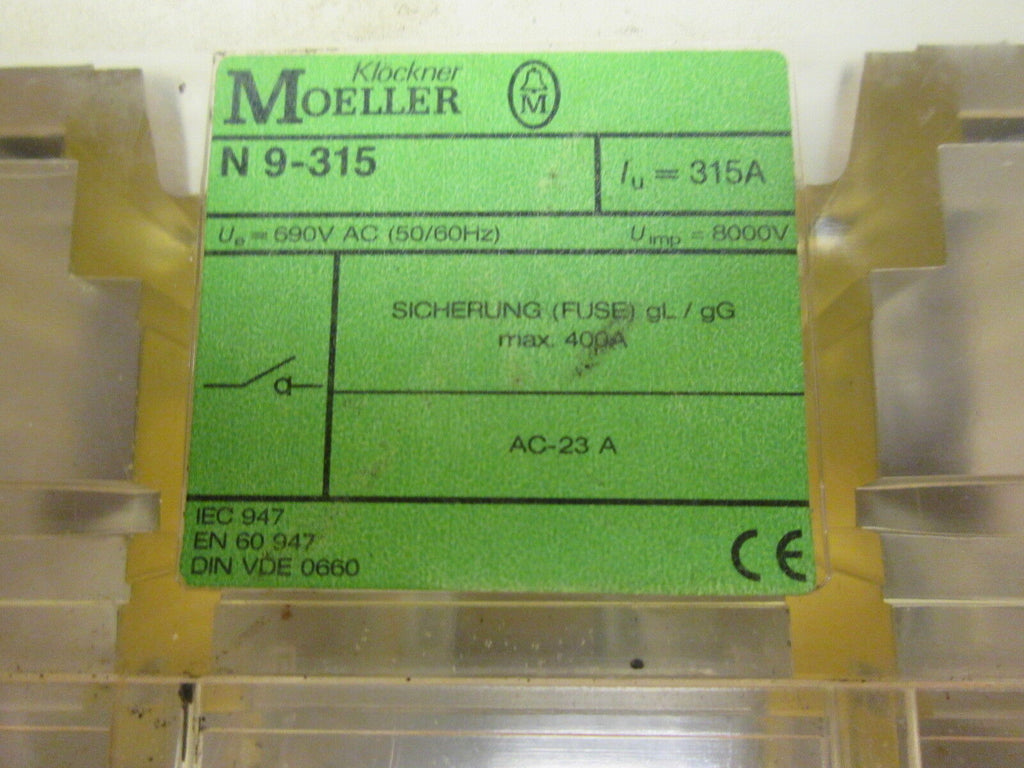 Klöckner
MOELLER
M
N 9-315
Iu = 315A
Ue = 690V AC (50/60Hz)
Uimp = 8000V
SICHERUNG (FUSE) gL / gG
max. 400A
AC-23 A
IEC 947
EN 60 947
DIN VDE 0660
CE